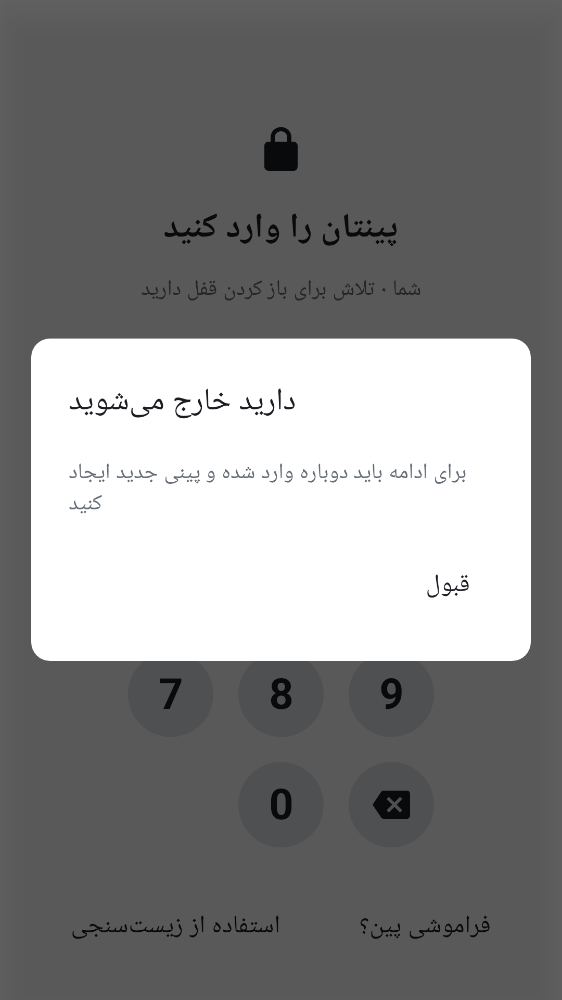 پینتان را وارد کنید
شما ۰ تلاش برای باز کردن قفل دارید
دارید خارج می‌شوید
برای ادامه باید دوباره وارد شده و پینی جدید ایجاد
کنید
قبول
7 8 9
0
استفاده از زیست‌سنجی
فراموشی پین؟